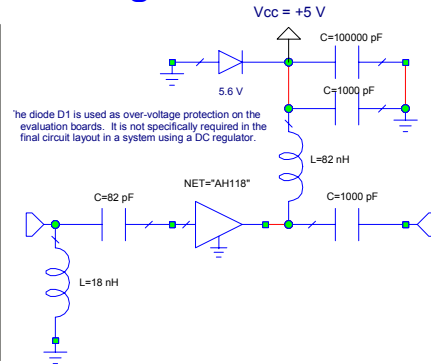 Vcc = +5 V
C=100000 pF
5.6 V
C=1000 pF
he diode D1 is used as over-voltage protection on the
evaluation boards. It is not specifically required in the
final circuit layout in a system using a DC regulator.
L=82 nH
NET="AH118"
C=82 pF
C=1000 pF
L=18 nH